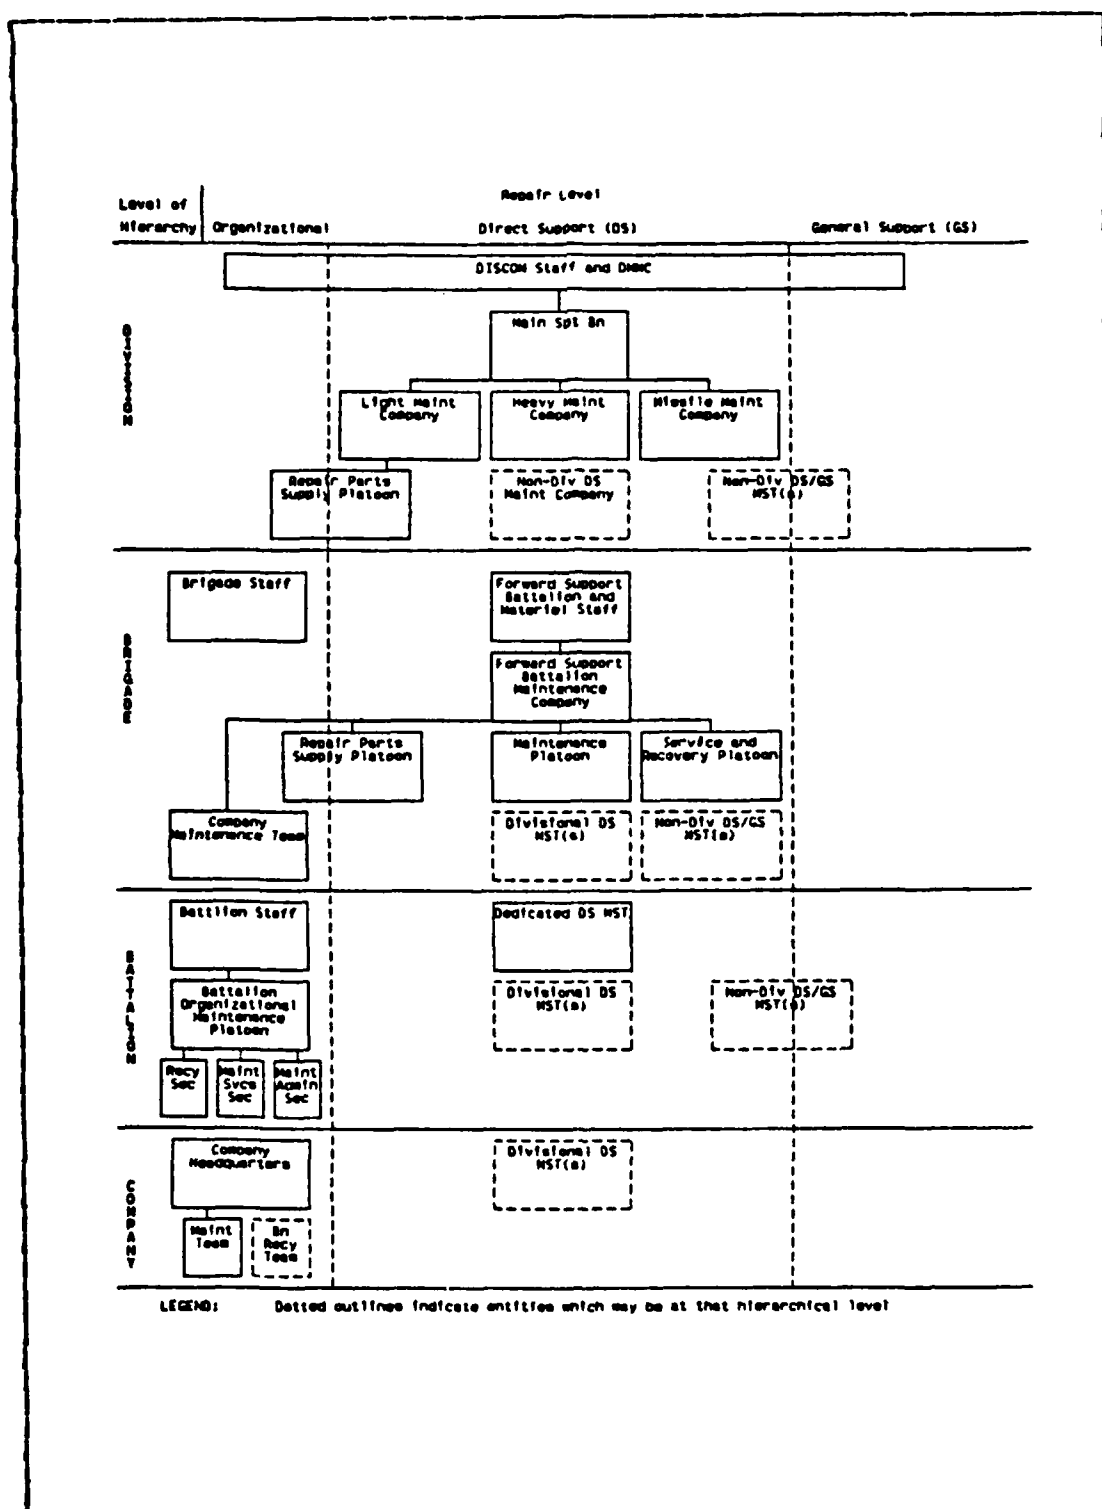 Repair Level
Level of
Hierarchy
Organizational
Direct Support (DS)
General Support (GS)
DISCOM Staff and DMMC
DIVISION
Main Spt Bn
Light Maint
Company
Heavy Maint
Company
Missile Maint
Company
Repair Parts
Supply Platoon
Non-Div DS
Maint Company
Non-Div DS/GS
MST(s)
BRIGADE
Brigade Staff
Forward Support
Battalion and
Materiel Staff
Forward Support
Battalion
Maintenance
Company
Repair Parts
Supply Platoon
Maintenance
Platoon
Service and
Recovery Platoon
Company
Maintenance Team
Divisional DS
MST(s)
Non-Div DS/GS
MST(s)
BATTALION
Battlion Staff
Dedicated DS MST
Battalion
Organizational
Maintenance
Platoon
Divisional DS
MST(s)
Non-Div DS/GS
MST(s)
Recy
Sec
Maint
Svcs
Sec
Maint
Admin
Sec
COMPANY
Company
Headquarters
Divisional DS
MST(s)
Maint
Team
Bn
Recy
Team
LEGEND: Dotted outlines indicate entities which may be at that hierarchical level